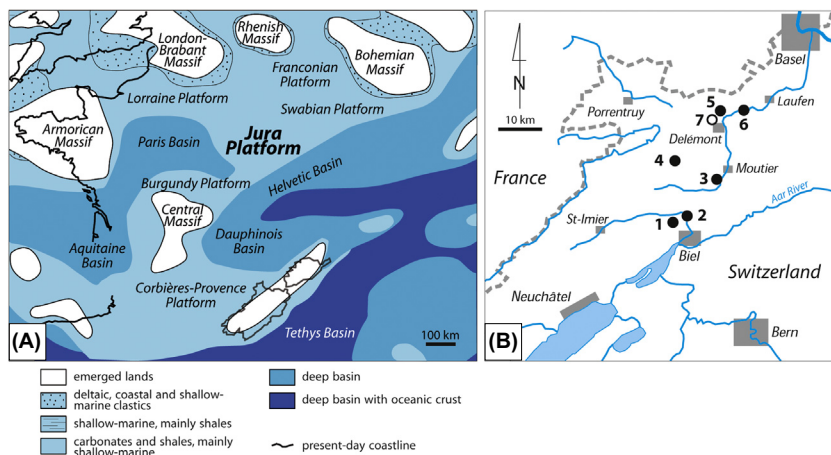 London-
Brabant
Massif
Rhenish
Massif
Bohemian
Massif
Franconian
Platform
Lorraine Platform
Swabian Platform
Armorican
Massif
Paris Basin
Jura
Platform
Helvetic Basin
Burgundy Platform
Central
Massif
Dauphinois
Basin
Aquitaine
Basin
Corbières-Provence
Platform
Tethys Basin
100 km
(A)
emerged lands
deltaic, coastal and shallow-
marine clastics
shallow-marine, mainly shales
carbonates and shales, mainly
shallow-marine
deep basin
deep basin with oceanic crust
present-day coastline
N
10 km
Basel
Porrentruy
Laufen
5
7
6
Delémont
4
3
Moutier
France
Aar River
St-Imier
1
2
Biel
Switzerland
Neuchâtel
Bern
(B)